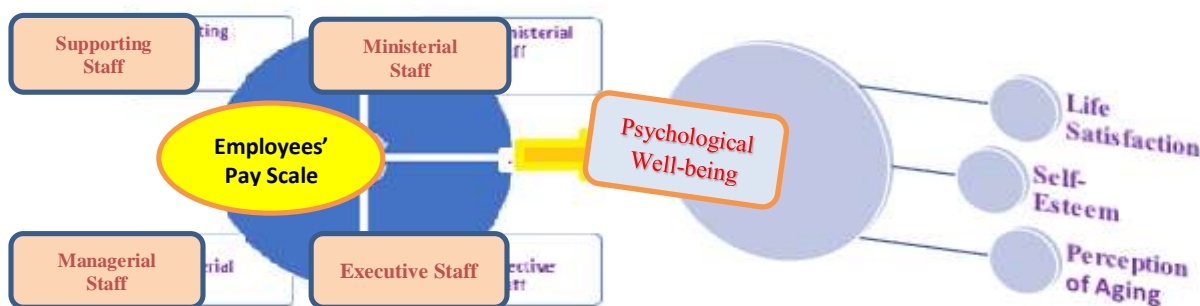 Supporting
Staff
Ministerial
Staff
Employees’
Pay Scale
Psychological
Well-being
Managerial
Staff
Executive Staff
Life
Satisfaction
Self-
Esteem
Perception
of Aging